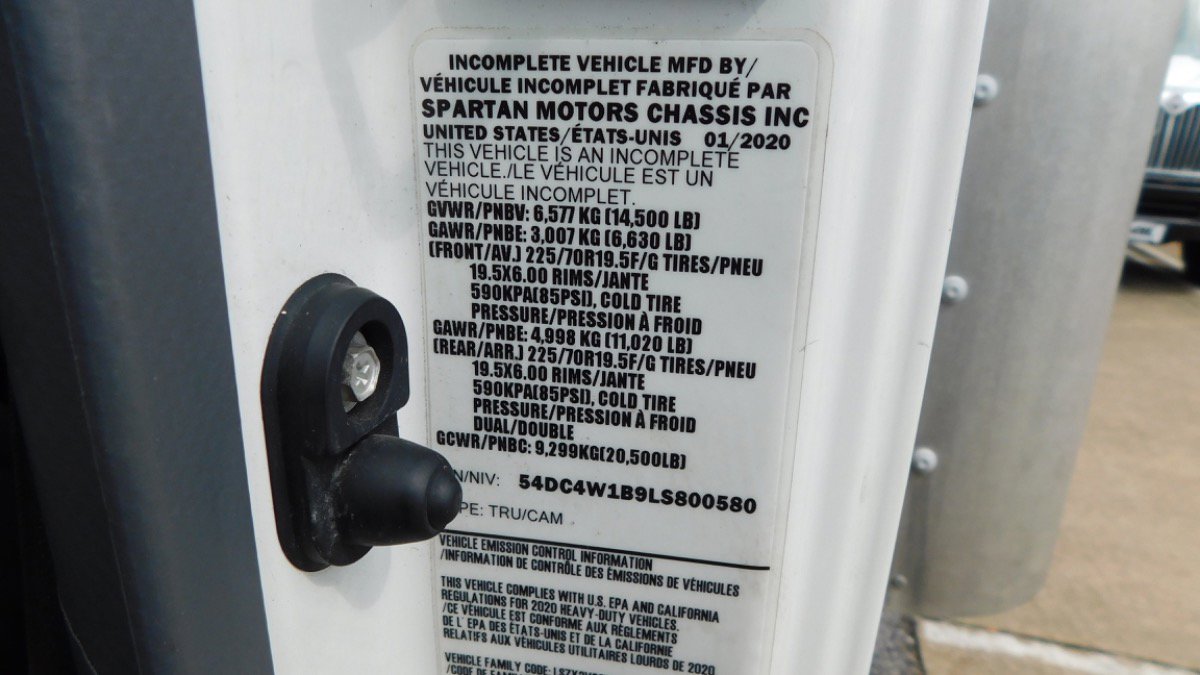 INCOMPLETE VEHICLE MFD BY/
VÉHICULE INCOMPLET FABRIQUÉ PAR
SPARTAN MOTORS CHASSIS INC
UNITED STATES/ÉTATS-UNIS 01/2020
THIS VEHICLE IS AN INCOMPLETE
VEHICLE./LE VÉHICULE EST UN
VÉHICULE INCOMPLET.
GVWR/PNBV: 6,577 KG (14,500 LB)
GAWR/PNBE: 3,007 KG (6,630 LB)
(FRONT/AV.) 225/70R19.5F/G TIRES/PNEU
19.5X6.00 RIMS/JANTE
590KPA(85PSI), COLD TIRE
PRESSURE/PRESSION À FROID
GAWR/PNBE: 4,998 KG (11,020 LB)
(REAR/ARR.) 225/70R19.5F/G TIRES/PNEU
19.5X6.00 RIMS/JANTE
590KPA(85PSI), COLD TIRE
PRESSURE/PRESSION À FROID
DUAL/DOUBLE
GCWR/PNBC: 9,299KG(20,500LB)
N/NIV: 54DC4W1B9LS800580
PE: TRU/CAM
VEHICLE EMISSION CONTROL INFORMATION
/INFORMATION DE CONTRÔLE DES ÉMISSIONS DE VÉHICULES
THIS VEHICLE COMPLIES WITH U.S. EPA AND CALIFORNIA
REGULATIONS FOR 2020 HEAVY-DUTY VEHICLES.
/CE VÉHICULE EST CONFORME AUX RÈGLEMENTS
DE L' EPA DES ÉTATS-UNIS ET DE LA CALIFORNIE
RELATIFS AUX VÉHICULES UTILITAIRES LOURDS DE 2020
VEHICLE FAMILY CODE:
/CODE DE